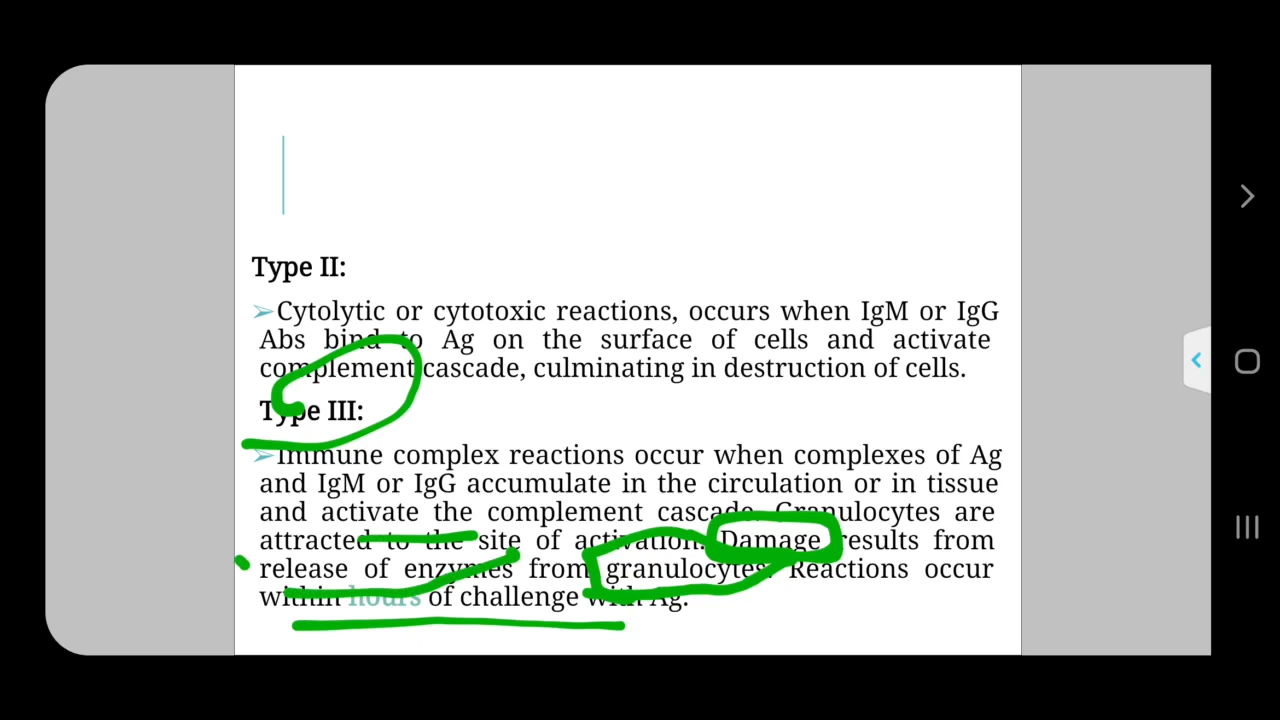 Type II:
➢Cytolytic or cytotoxic reactions, occurs when IgM or IgG
Abs bind to Ag on the surface of cells and activate
complement cascade, culminating in destruction of cells.
Type III:
➢Immune complex reactions occur when complexes of Ag
and IgM or IgG accumulate in the circulation or in tissue
and activate the complement cascade. Granulocytes are
attracted to the site of activation. Damage results from
release of enzymes from granulocytes. Reactions occur
within hours of challenge with Ag.